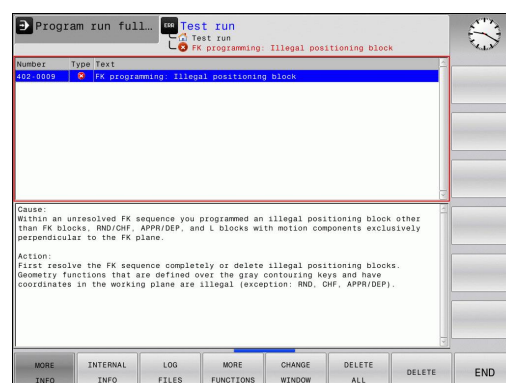 Program run full...
ERR Test run
Test run
FK programming: Illegal positioning block
Number Type Text
402-0009 FK programming: Illegal positioning block
Cause:
Within an unresolved FK sequence you programmed an illegal positioning block other
than FK blocks, RND/CHF, APPR/DEP, and L blocks with motion components exclusively
perpendicular to the FK plane.
Action:
First resolve the FK sequence completely or delete illegal positioning blocks.
Geometry functions that are defined over the gray contouring keys and have
coordinates in the working plane are illegal (exception: RND, CHF, APPR/DEP).
MORE INFO
INTERNAL INFO
LOG FILES
MORE FUNCTIONS
CHANGE WINDOW
DELETE ALL
DELETE
END